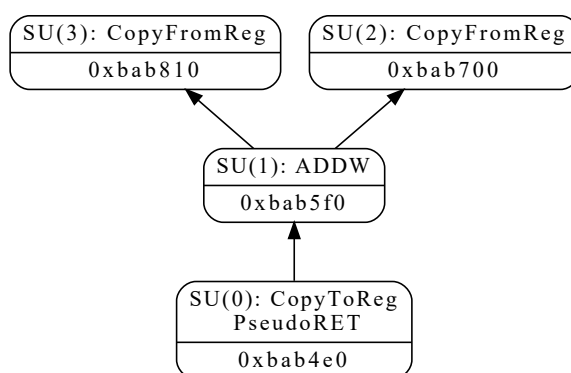 SU(3): CopyFromReg
0xbab810
SU(2): CopyFromReg
0xbab700
SU(1): ADDW
0xbab5f0
SU(0): CopyToReg
PseudoRET
0xbab4e0